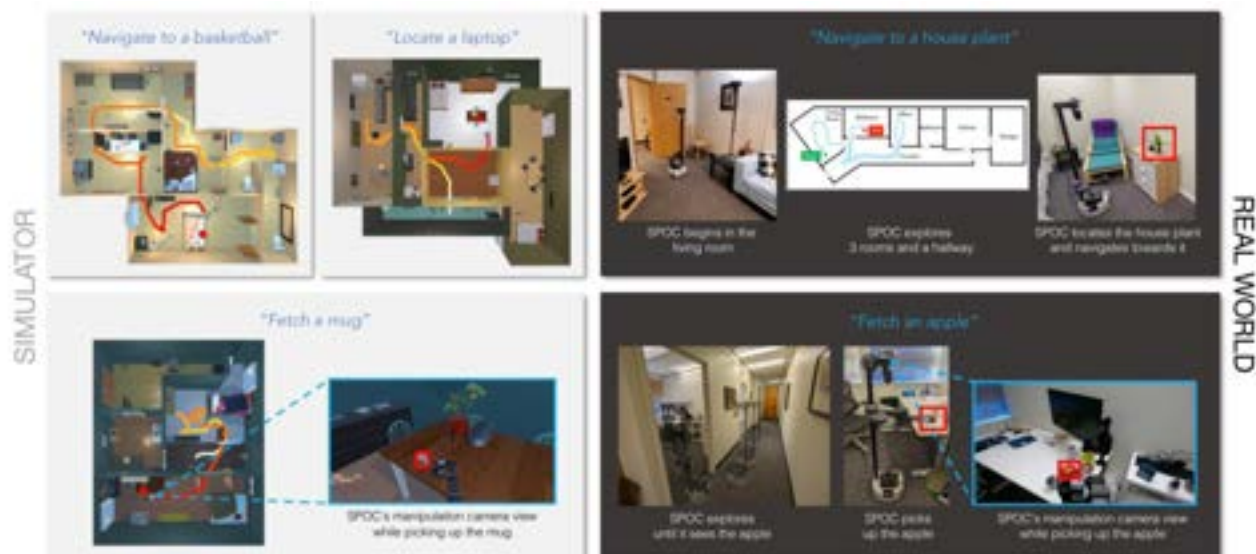 SIMULATOR
"Navigate to a basketball"
"Locate a laptop"
"Navigate to a house plant"
SPOC begins in the
living room
SPOC explores
3 rooms and a hallway
SPOC locates the house plant
and navigates towards it
"Fetch a mug"
SPOC's manipulation camera view
while picking up the mug
"Fetch an apple"
SPOC explores
until it sees the apple
SPOC picks
up the apple
SPOC's manipulation camera view
while picking up the apple
REAL WORLD